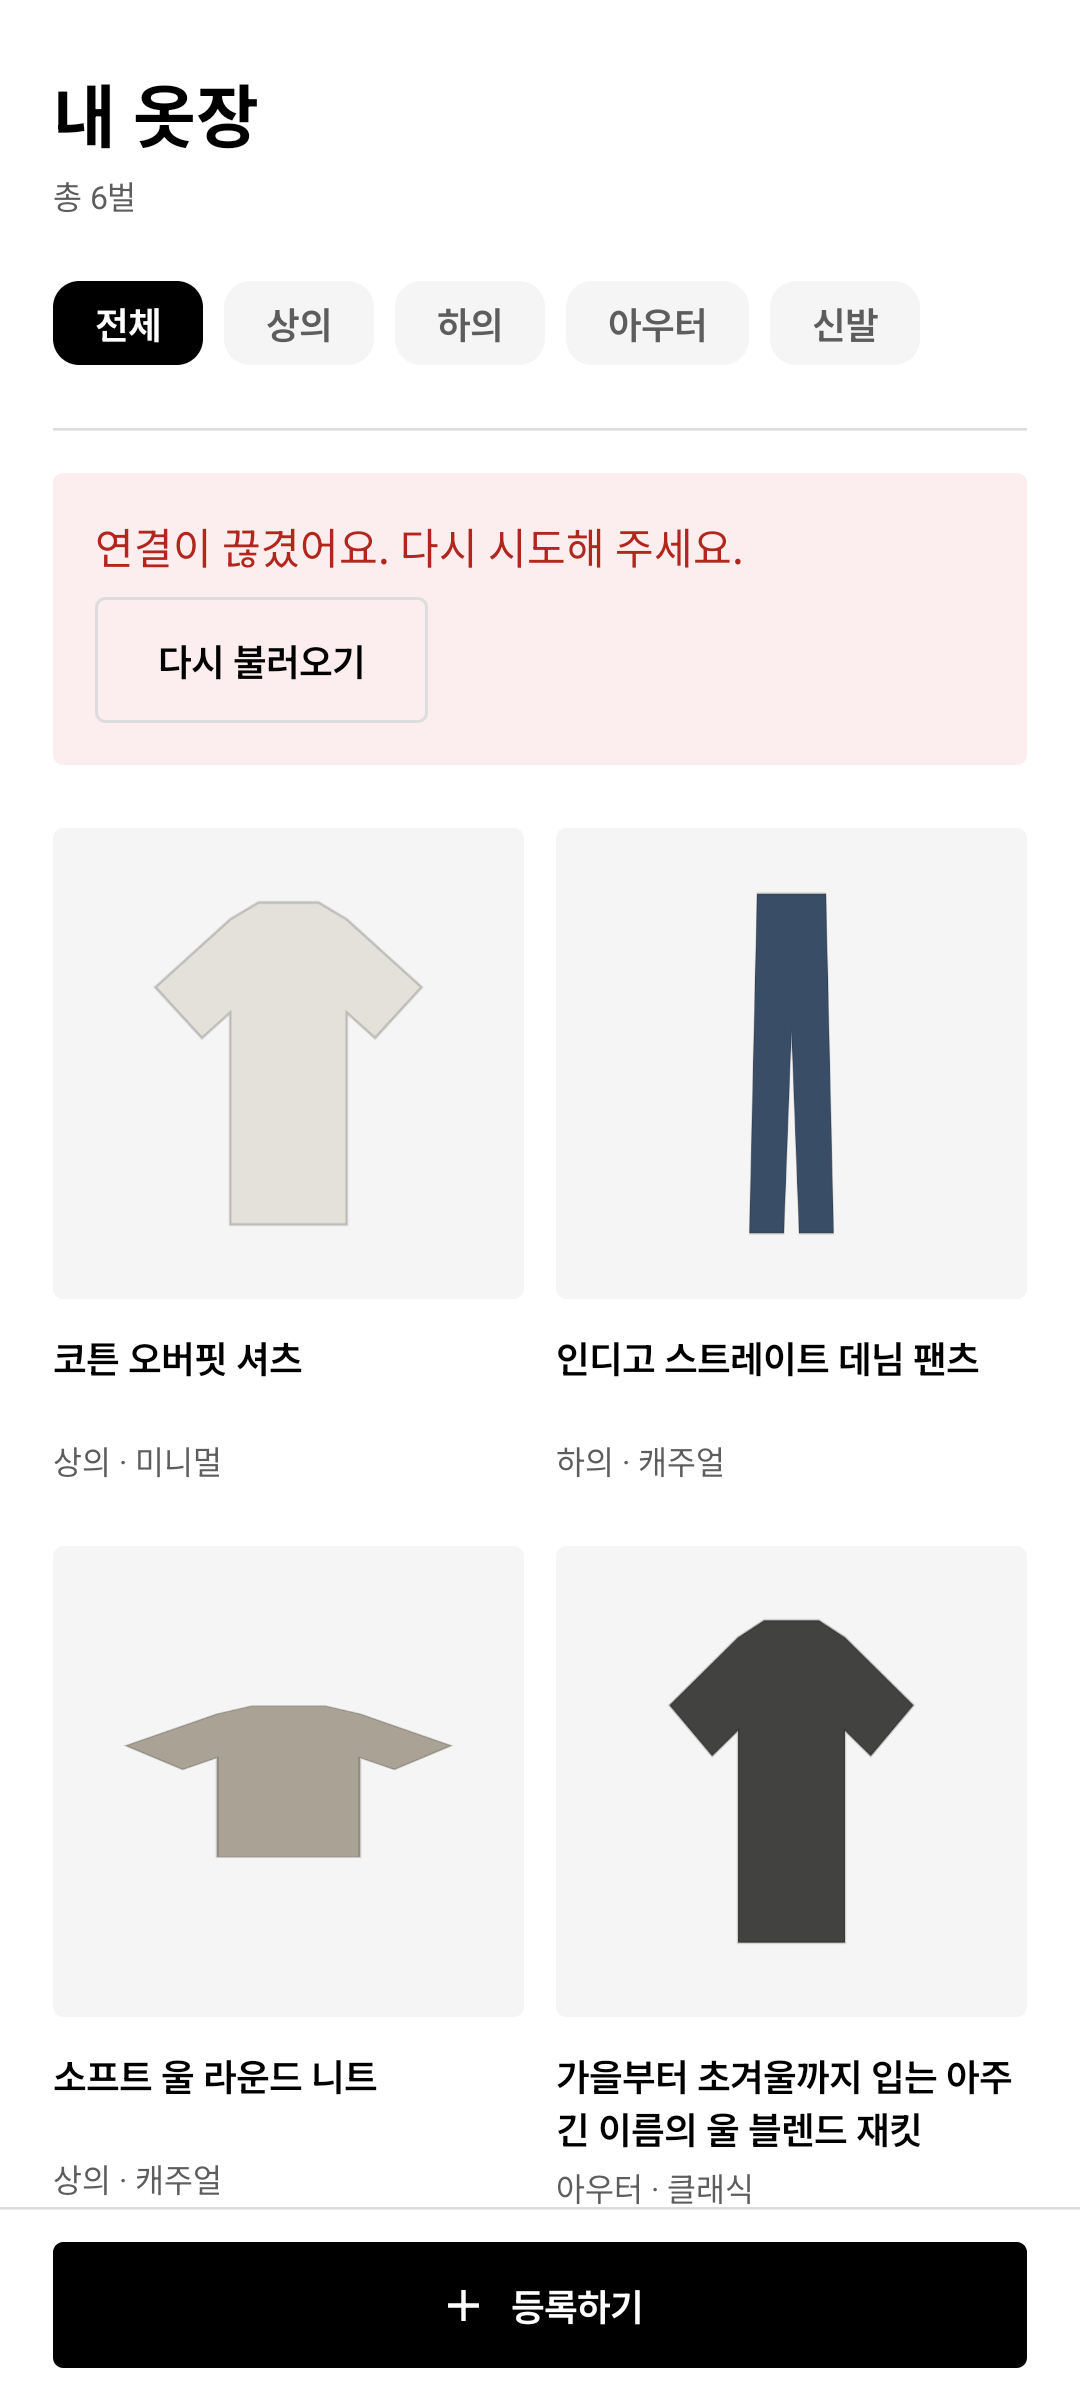 내 옷장
총 6벌
전체
상의
하의
아우터
신발
연결이 끊겼어요. 다시 시도해 주세요.
다시 불러오기
코튼 오버핏 셔츠
상의 · 미니멀
인디고 스트레이트 데님 팬츠
하의 · 캐주얼
소프트 울 라운드 니트
상의 · 캐주얼
가을부터 초겨울까지 입는 아주
긴 이름의 울 블렌드 재킷
아우터 · 클래식
+ 등록하기